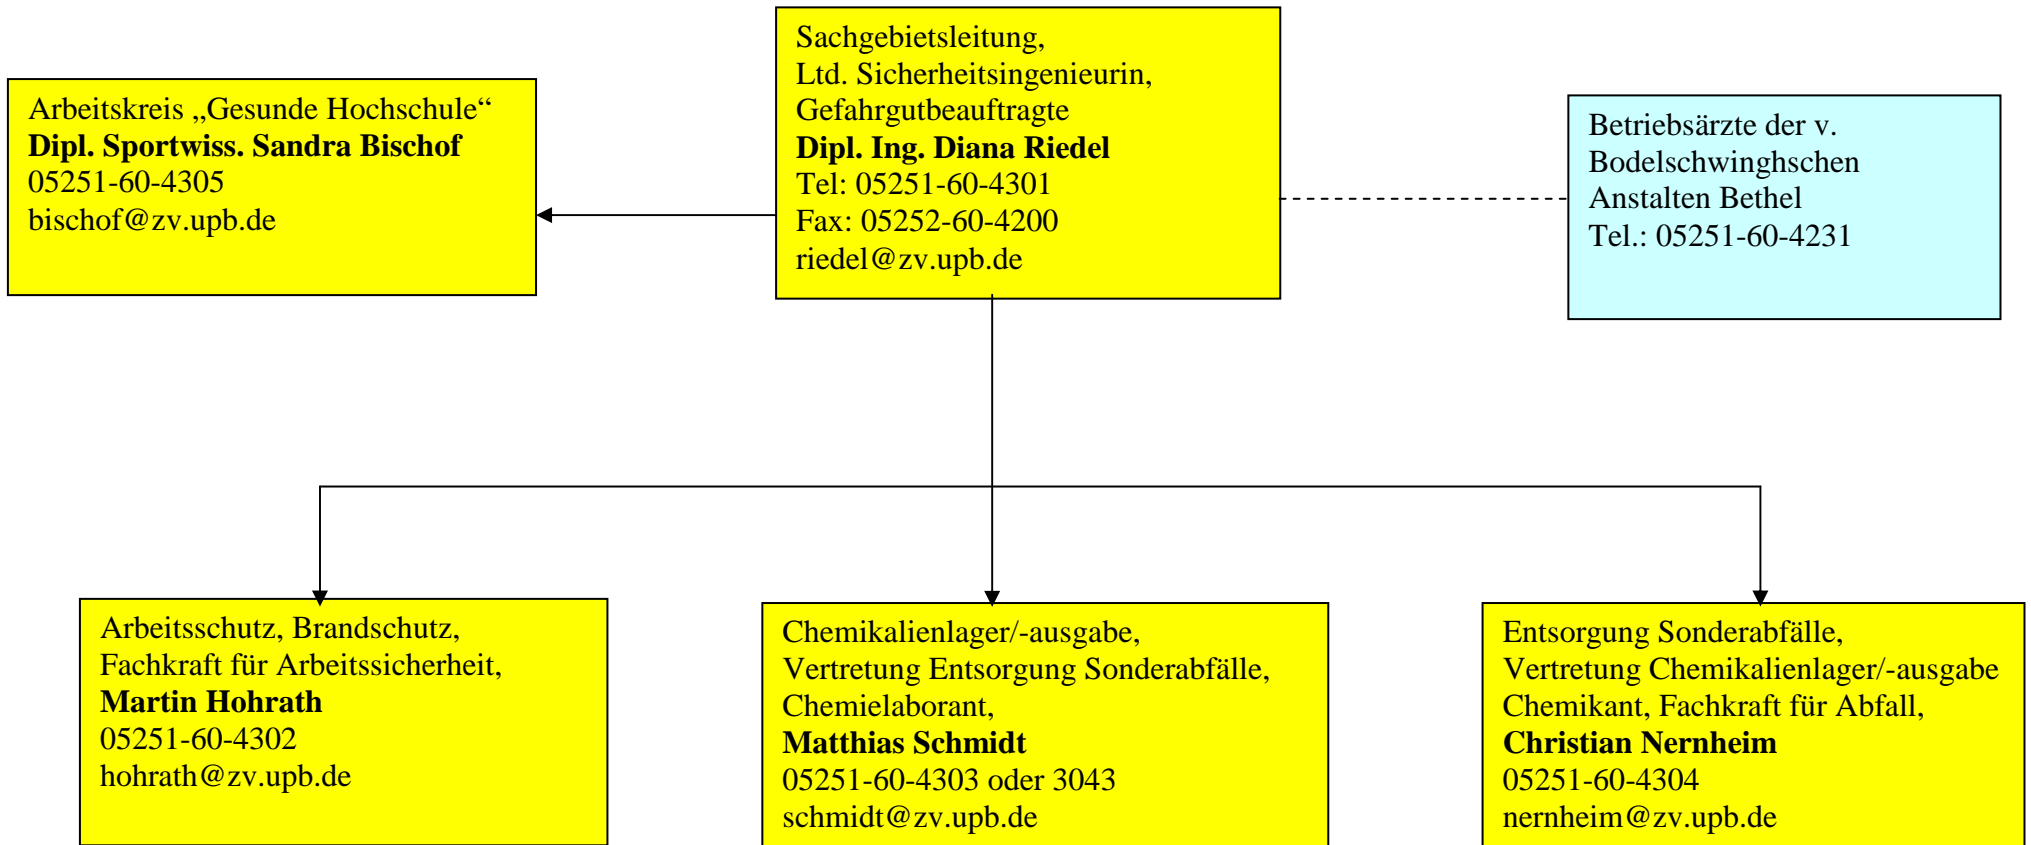 Sachgebietsleitung,
Ltd. Sicherheitsingenieurin,
Gefahrgutbeauftragte
Dipl. Ing. Diana Riedel
Tel: 05251-60-4301
Fax: 05252-60-4200
riedel@zv.upb.de
Arbeitskreis „Gesunde Hochschule“
Dipl. Sportwiss. Sandra Bischof
05251-60-4305
bischof@zv.upb.de
Betriebsärzte der v.
Bodelschwinghschen
Anstalten Bethel
Tel.: 05251-60-4231
Arbeitsschutz, Brandschutz,
Fachkraft für Arbeitssicherheit,
Martin Hohrath
05251-60-4302
hohrath@zv.upb.de
Chemikalienlager/-ausgabe,
Vertretung Entsorgung Sonderabfälle,
Chemielaborant,
Matthias Schmidt
05251-60-4303 oder 3043
schmidt@zv.upb.de
Entsorgung Sonderabfälle,
Vertretung Chemikalienlager/-ausgabe
Chemikant, Fachkraft für Abfall,
Christian Nernheim
05251-60-4304
nernheim@zv.upb.de